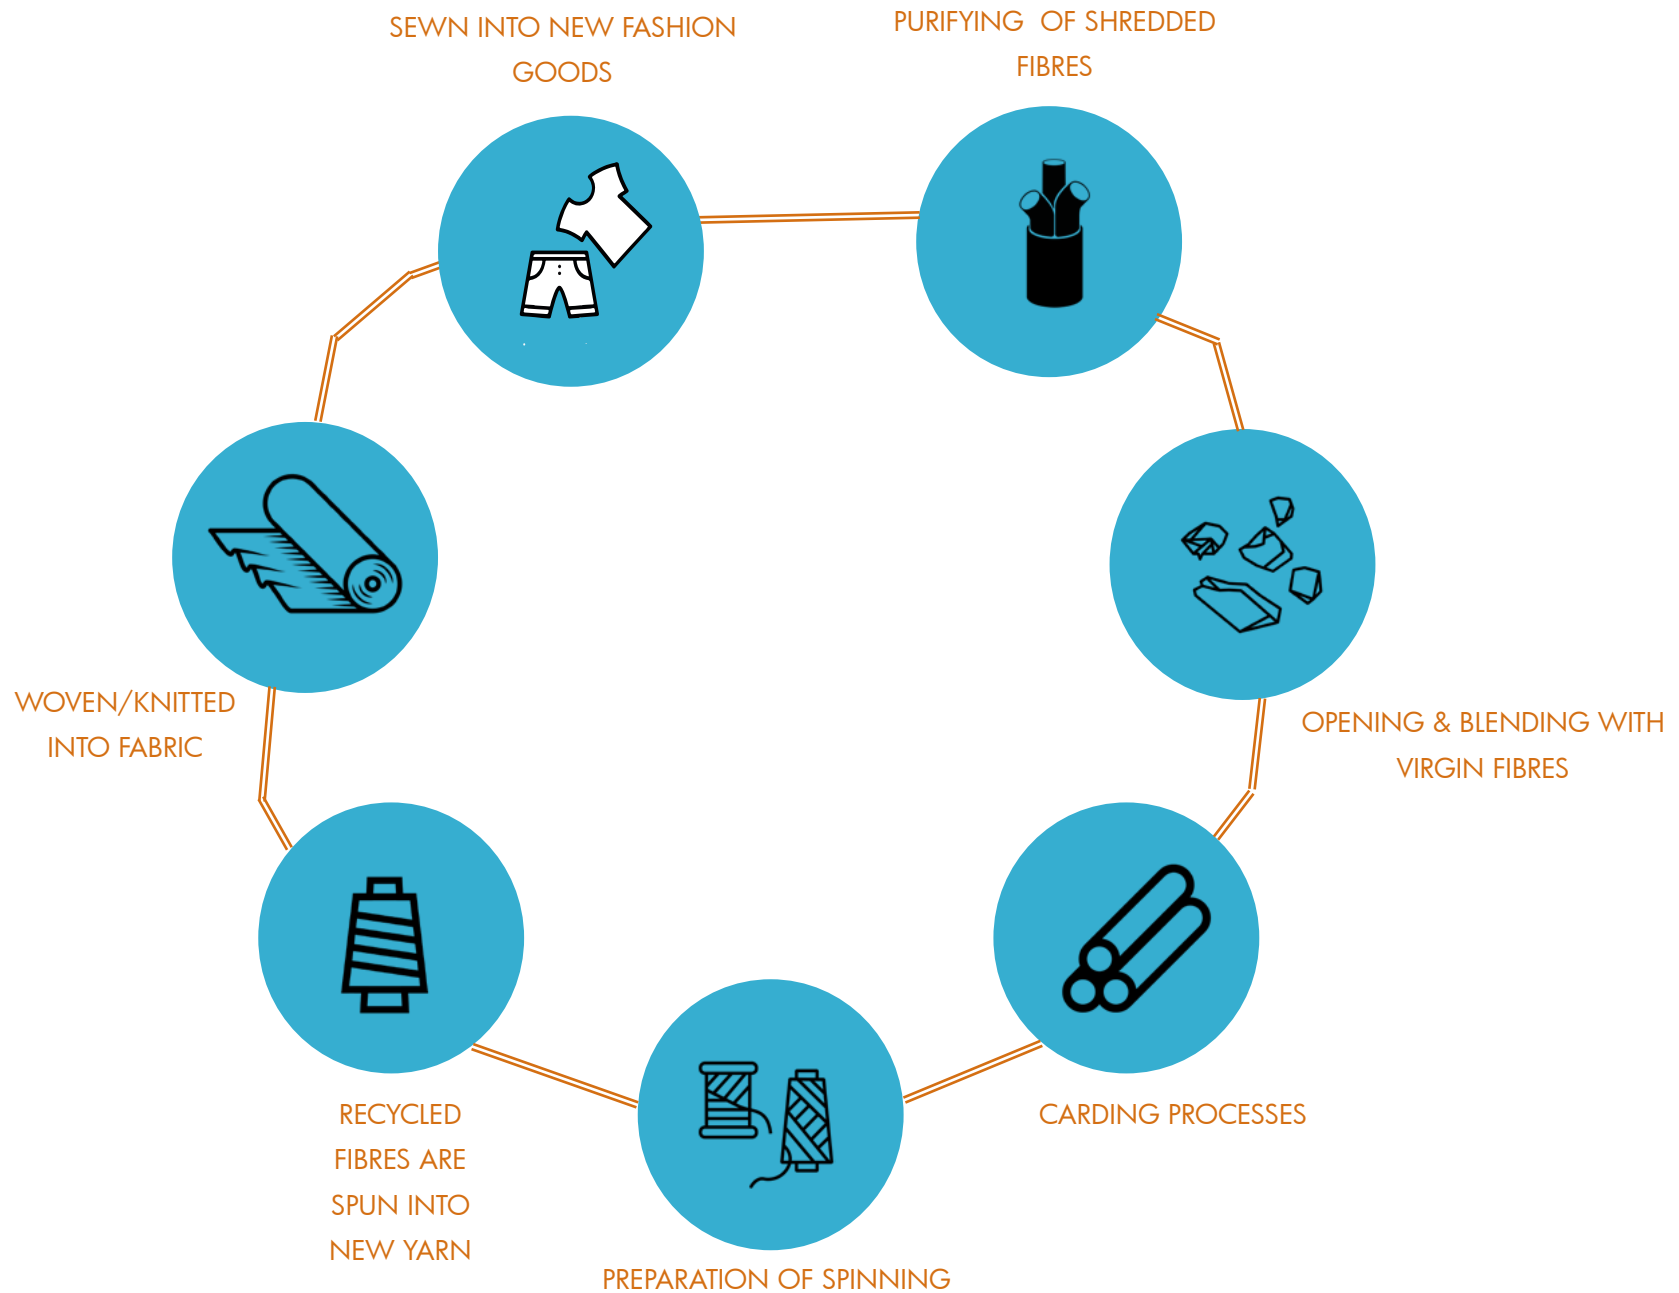 SEWN INTO NEW FASHION
GOODS
PURIFYING OF SHREDDED
FIBRES
WOVEN/KNITTED
INTO FABRIC
OPENING & BLENDING WITH
VIRGIN FIBRES
RECYCLED
FIBRES ARE
SPUN INTO
NEW YARN
CARDING PROCESSES
PREPARATION OF SPINNING